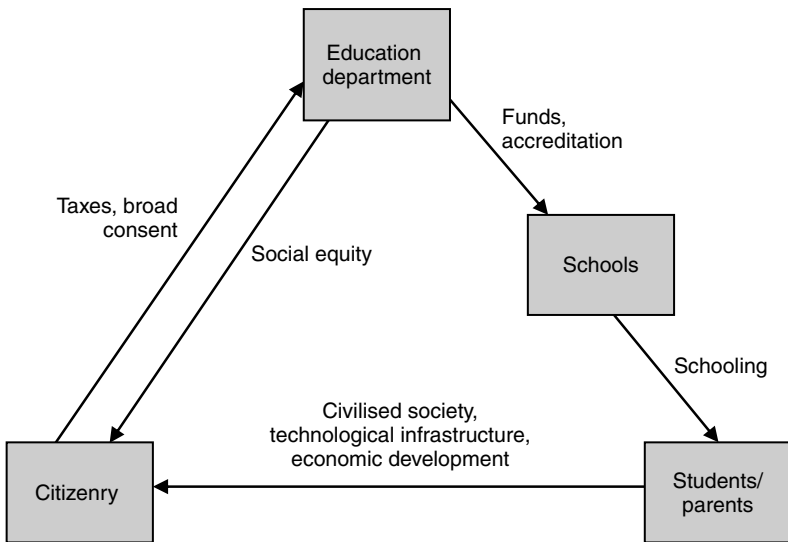 Education
department
Funds,
accreditation
Taxes, broad
consent
Social equity
Schools
Schooling
Civilised society,
technological infrastructure,
economic development
Citizenry
Students/
parents